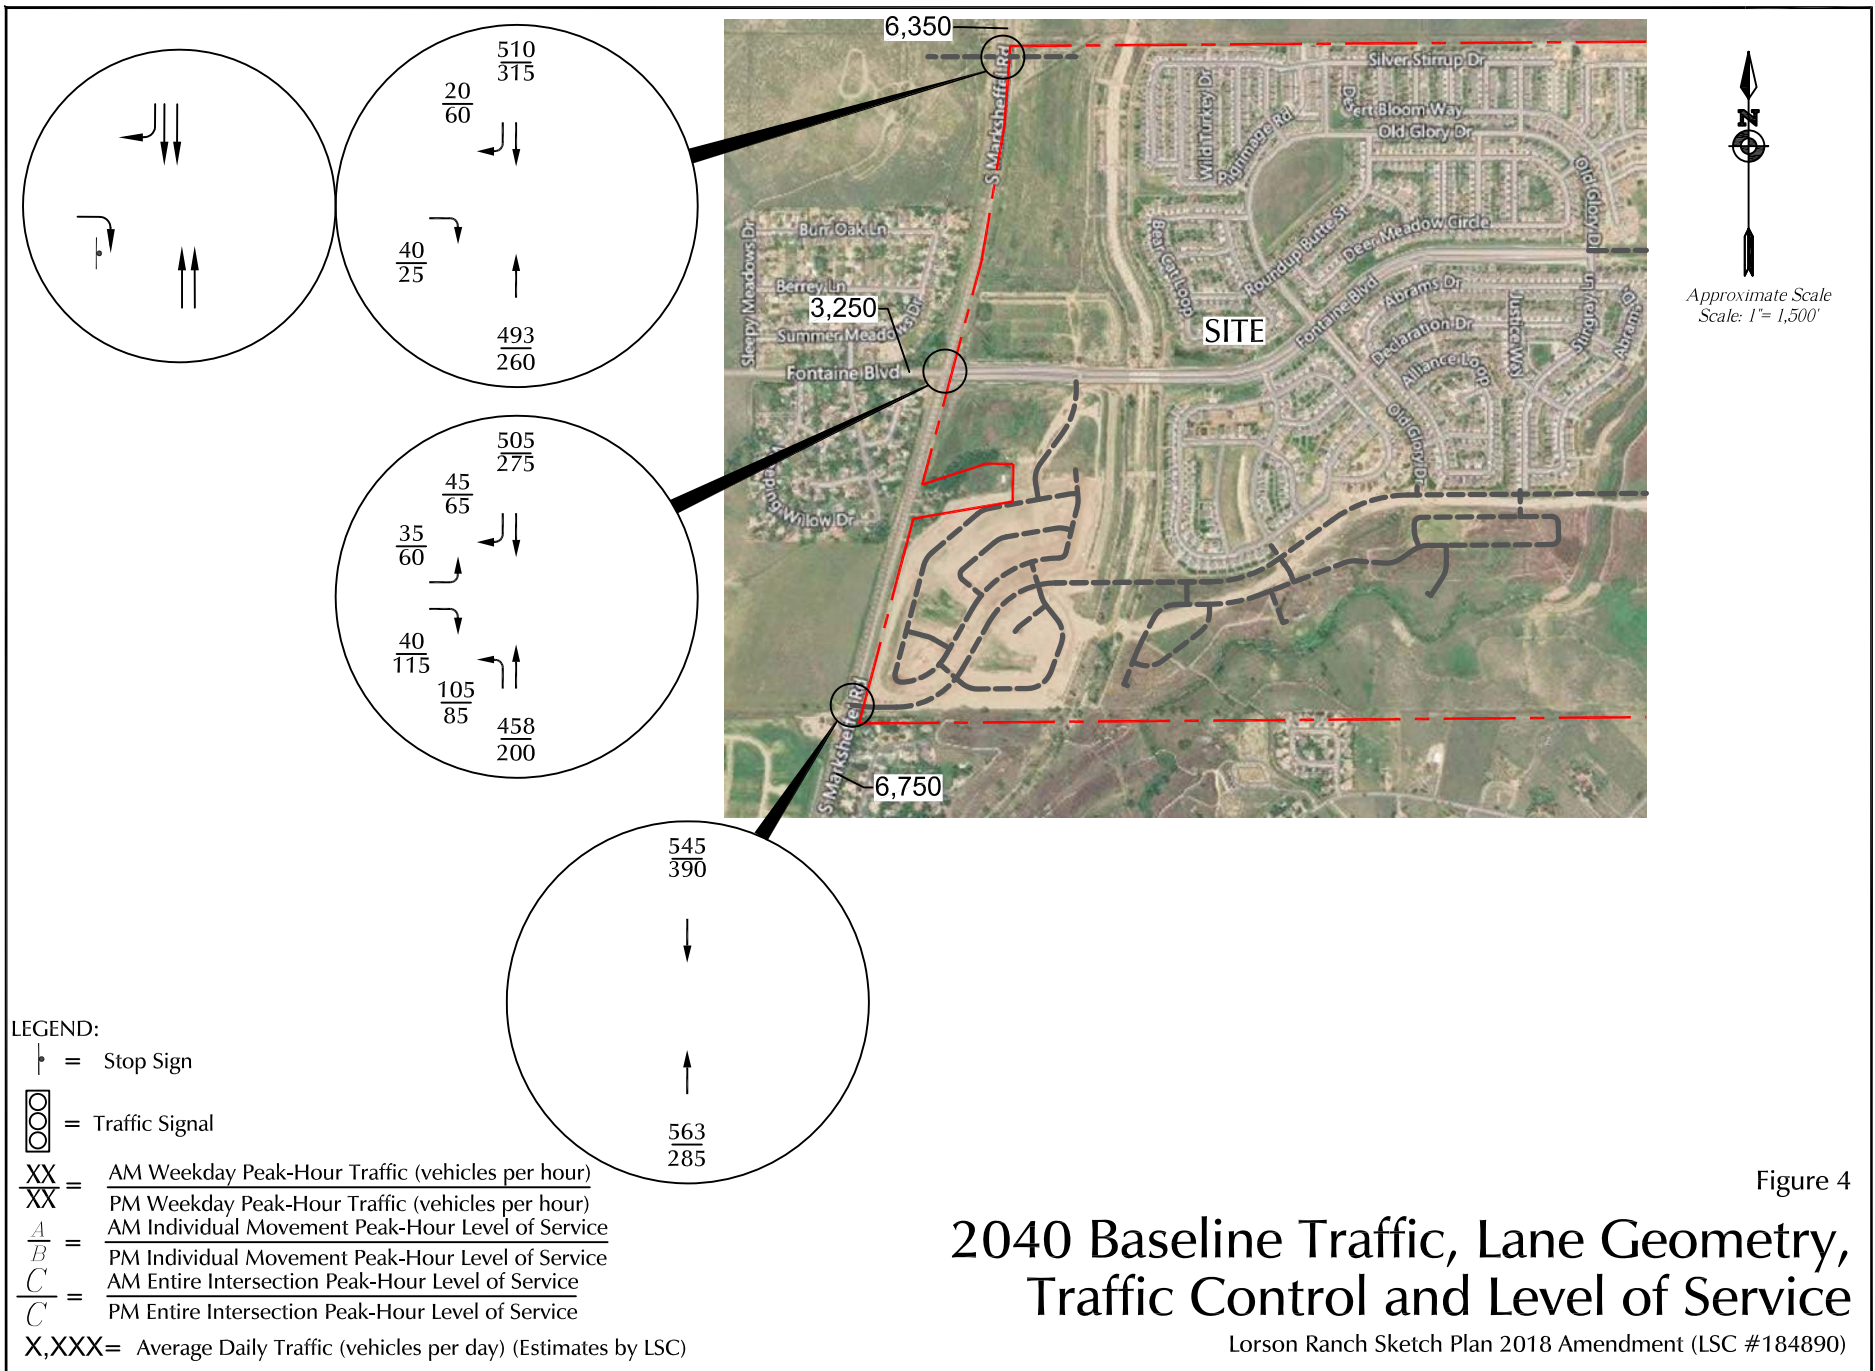 510
315
20
60
40
25
493
260
505
275
45
65
35
60
40
115
105
85
458
200
545
390
563
285
6,350
3,250
6,750
S Marksheffel Rd
Silver Stirrup Dr
Desert Bloom Way
Old Glory Dr
Wild Turkey Dr
Pilgrimage Rd
Old Glory Dr
Sleepy Meadows Dr
Burr Oak Ln
Berrey Ln
Summer Meadows Dr
Fontaine Blvd
Bear Cat Loop
Roundup Butte St
Deer Meadow Circle
Fontaine Blvd
Abrams Dr
SITE
Declaration Dr
Alliance Loop
Justice Wy
Stingray Ln
Abrams Dr
Old Glory Dr
Willow Dr
S Marksheffel Rd
N
Approximate Scale
Scale: 1"= 1,500'
LEGEND:
= Stop Sign
= Traffic Signal
XX
XX
= AM Weekday Peak-Hour Traffic (vehicles per hour)
PM Weekday Peak-Hour Traffic (vehicles per hour)
A
B
= AM Individual Movement Peak-Hour Level of Service
PM Individual Movement Peak-Hour Level of Service
C
C
= AM Entire Intersection Peak-Hour Level of Service
PM Entire Intersection Peak-Hour Level of Service
X,XXX= Average Daily Traffic (vehicles per day) (Estimates by LSC)
Figure 4
2040 Baseline Traffic, Lane Geometry,
Traffic Control and Level of Service
Lorson Ranch Sketch Plan 2018 Amendment (LSC #184890)